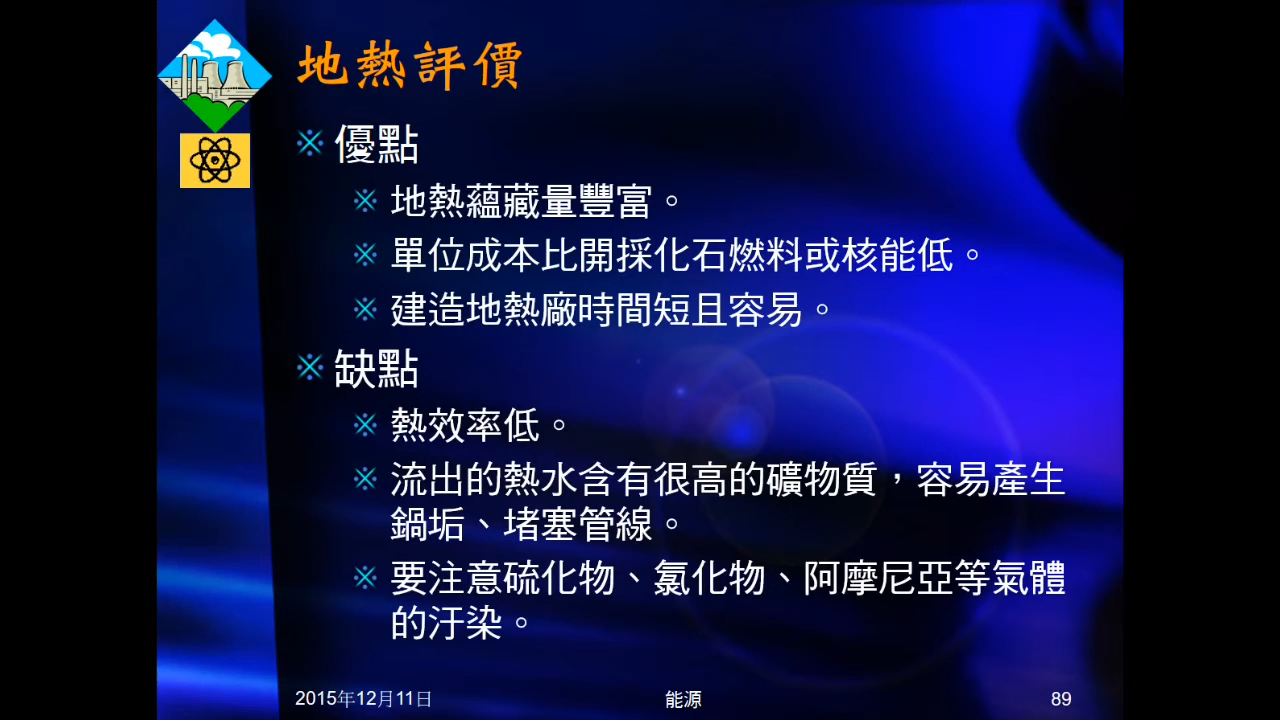 地熱評價
※ 優點
※ 地熱蘊藏量豐富。
※ 單位成本比開採化石燃料或核能低。
※ 建造地熱廠時間短且容易。
※ 缺點
※ 熱效率低。
※ 流出的熱水含有很高的礦物質，容易產生
鍋垢、堵塞管線。
※ 要注意硫化物、氯化物、阿摩尼亞等氣體
的汙染。
2015年12月11日
能源
89